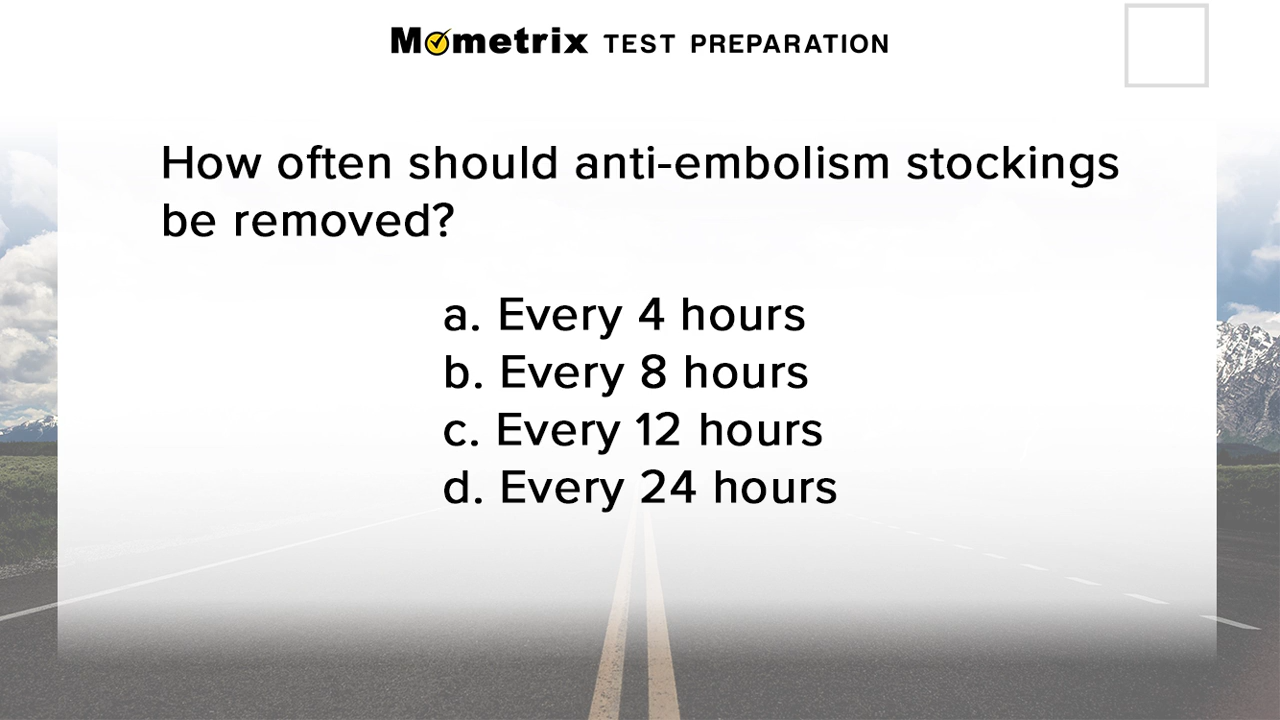 Mometrix TEST PREPARATION
How often should anti-embolism stockings
be removed?
a. Every 4 hours
b. Every 8 hours
c. Every 12 hours
d. Every 24 hours